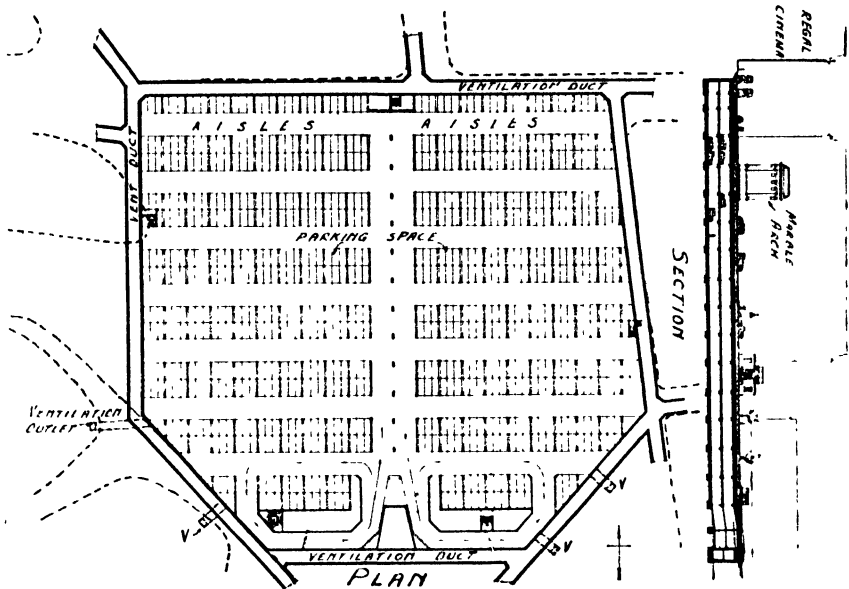 REGAL
CINEMA
VENTILATION DUCT
AISLES AISLES
VENT DUCT
PARKING SPACE
MARBLE
ARCH
SECTION
VENTILATION
OUTLET
V
V
V
VENTILATION DUCT
PLAN